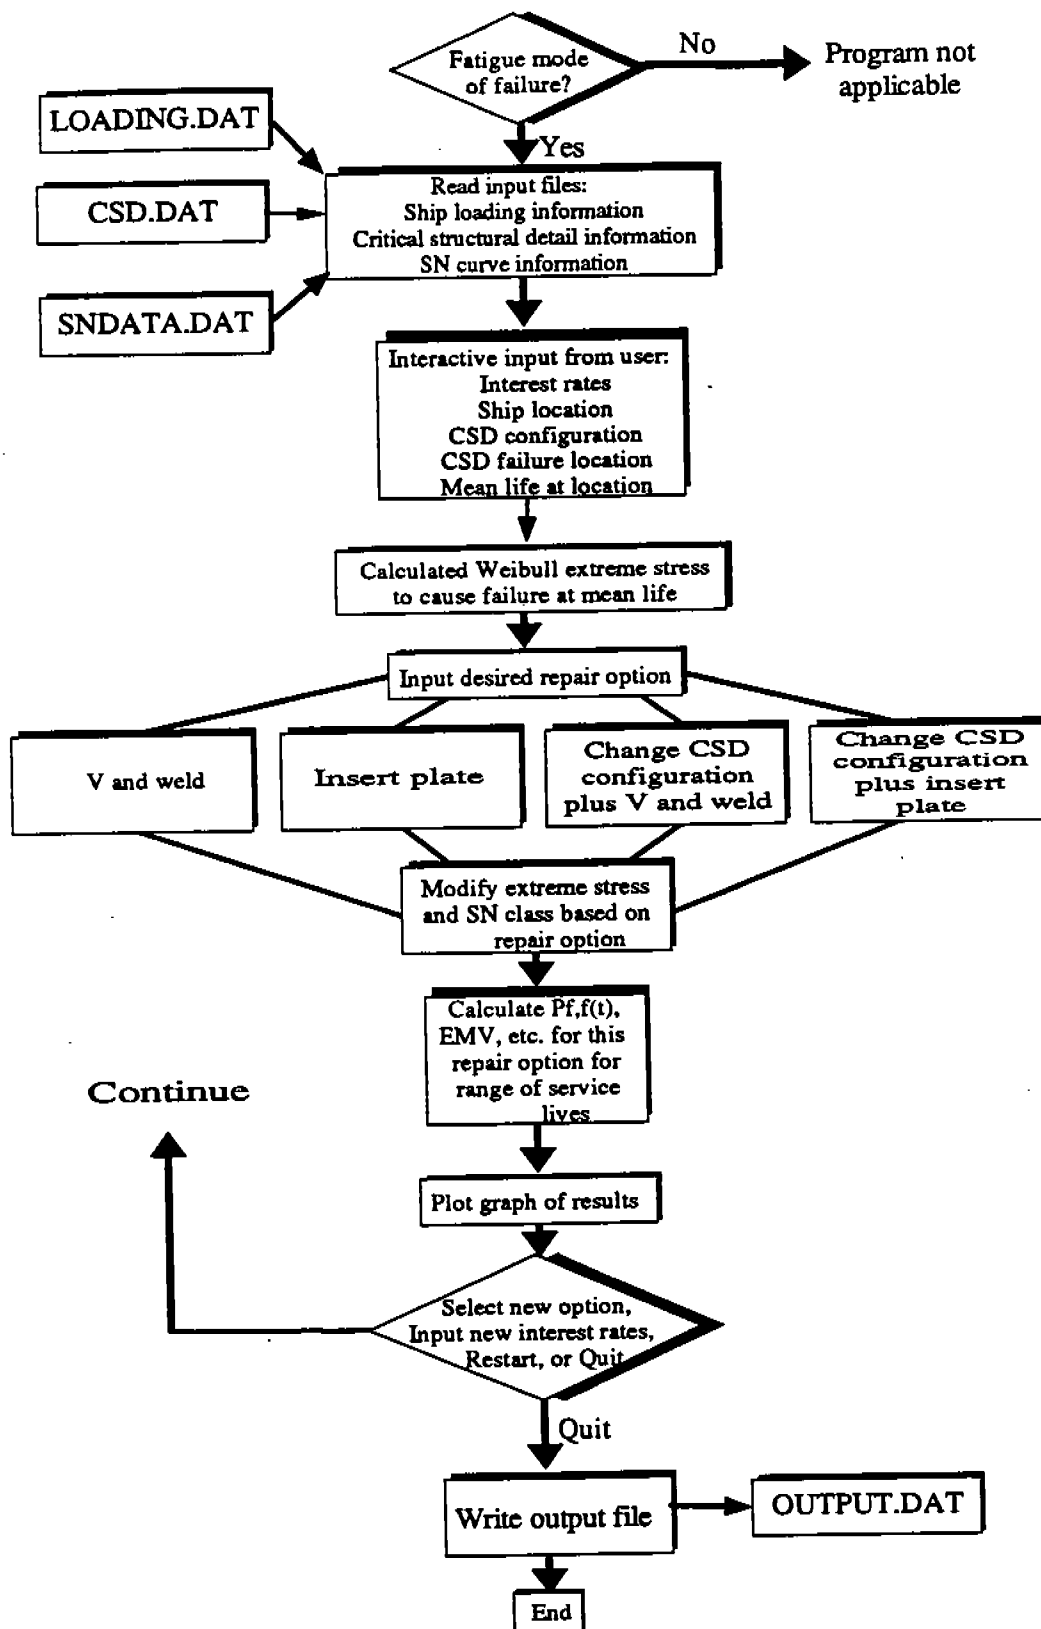 Fatigue mode
of failure?
No
Program not
applicable
LOADING.DAT
Yes
CSD.DAT
Read input files:
Ship loading information
Critical structural detail information
SN curve information
SNDATA.DAT
Interactive input from user:
Interest rates
Ship location
CSD configuration
CSD failure location
Mean life at location
Calculated Weibull extreme stress
to cause failure at mean life
Input desired repair option
V and weld
Insert plate
Change CSD
configuration
plus V and weld
Change CSD
configuration
plus insert
plate
Modify extreme stress
and SN class based on
repair option
Calculate Pf,f(t),
EMV, etc. for this
repair option for
range of service
lives
Continue
Plot graph of results
Select new option,
Input new interest rates,
Restart, or Quit
Quit
Write output file
OUTPUT.DAT
End